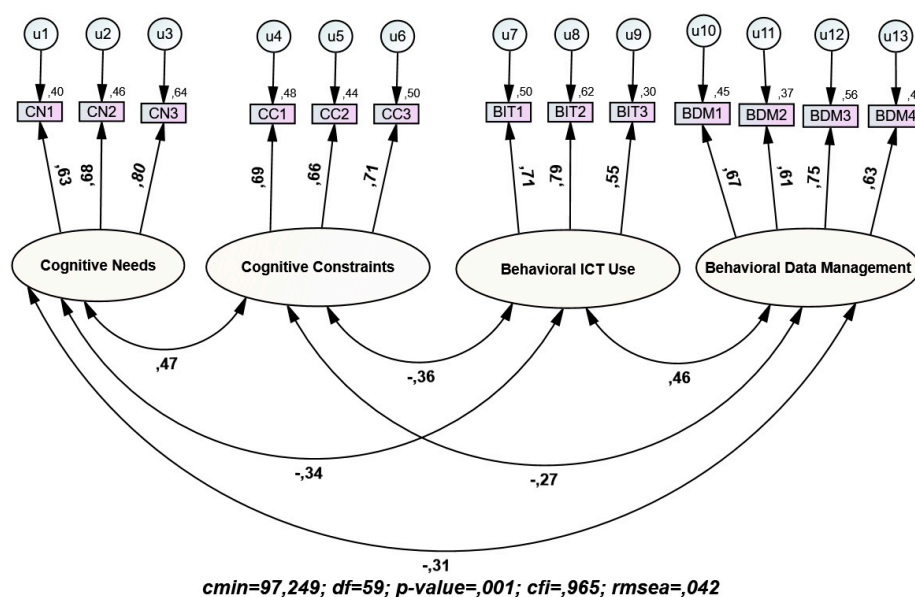 u1 u2 u3 u4 u5 u6 u7 u8 u9 u10 u11 u12 u13
,40 ,46 ,64 ,48 ,44 ,50 ,50 ,62 ,30 ,45 ,37 ,56 ,4
CN1 CN2 CN3 CC1 CC2 CC3 BIT1 BIT2 BIT3 BDM1 BDM2 BDM3 BDM4
,63 ,68 ,80 ,69 ,66 ,71 ,71 ,79 ,55 ,67 ,61 ,75 ,63
Cognitive Needs Cognitive Constraints Behavioral ICT Use Behavioral Data Management
,47 -,36 ,46
-,34 -,27
-,31
cmin=97,249; df=59; p-value=,001; cfi=,965; rmsea=,042